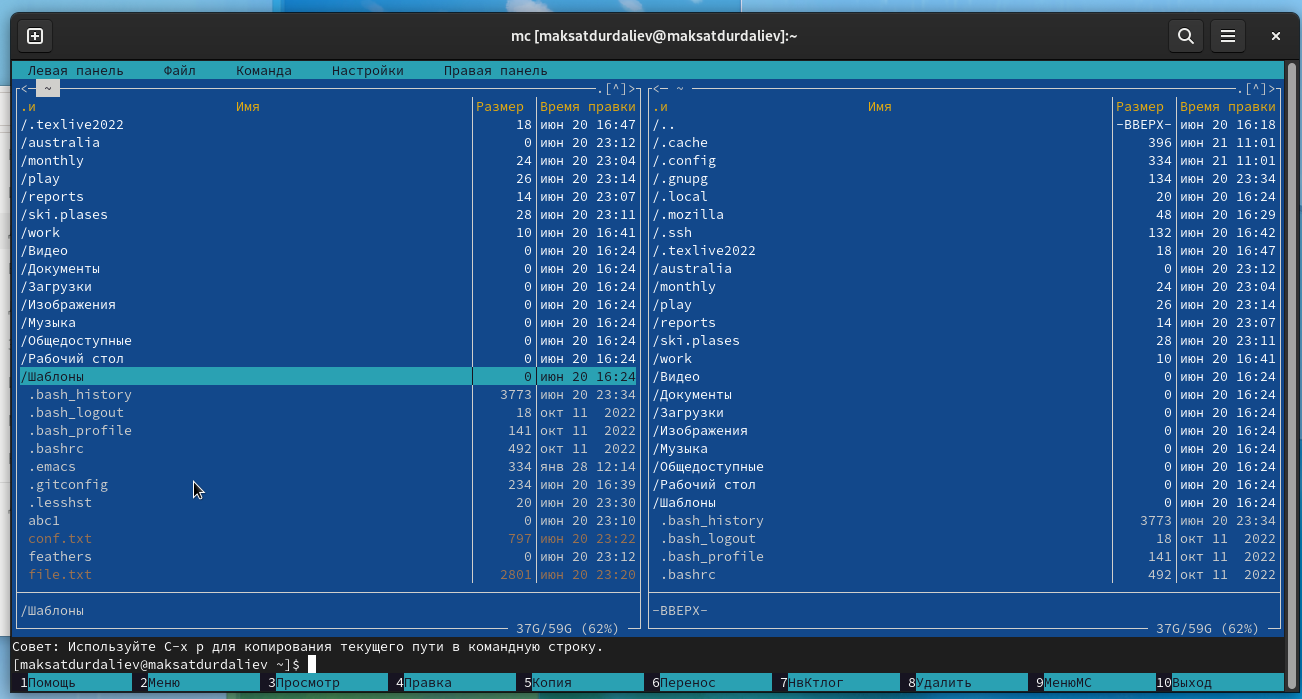 mc [maksatdurdaliev@maksatdurdaliev]:~
Левая панель Файл Команда Настройки Правая панель
<─ ~ ─.[^]>
.и Имя Размер Время правки
/.texlive2022 18 июн 20 16:47
/australia 0 июн 20 23:12
/monthly 24 июн 20 23:04
/play 26 июн 20 23:14
/reports 14 июн 20 23:07
/ski.plases 28 июн 20 23:11
/work 10 июн 20 16:41
/Видео 0 июн 20 16:24
/Документы 0 июн 20 16:24
/Загрузки 0 июн 20 16:24
/Изображения 0 июн 20 16:24
/Музыка 0 июн 20 16:24
/Общедоступные 0 июн 20 16:24
/Рабочий стол 0 июн 20 16:24
/Шаблоны 0 июн 20 16:24
.bash_history 3773 июн 20 23:34
.bash_logout 18 окт 11 2022
.bash_profile 141 окт 11 2022
.bashrc 492 окт 11 2022
.emacs 334 янв 28 12:14
.gitconfig 234 июн 20 16:39
.lesshst 20 июн 20 23:30
abc1 0 июн 20 23:10
conf.txt 797 июн 20 23:22
feathers 0 июн 20 23:12
file.txt 2801 июн 20 23:20
/Шаблоны
37G/59G (62%)
<─ ~ ─.[^]>
.и Имя Размер Время правки
/.. -ВВЕРХ- июн 20 16:18
/.cache 396 июн 21 11:01
/.config 334 июн 21 11:01
/.gnupg 134 июн 20 23:34
/.local 20 июн 20 16:24
/.mozilla 48 июн 20 16:29
/.ssh 132 июн 20 16:42
/.texlive2022 18 июн 20 16:47
/australia 0 июн 20 23:12
/monthly 24 июн 20 23:04
/play 26 июн 20 23:14
/reports 14 июн 20 23:07
/ski.plases 28 июн 20 23:11
/work 10 июн 20 16:41
/Видео 0 июн 20 16:24
/Документы 0 июн 20 16:24
/Загрузки 0 июн 20 16:24
/Изображения 0 июн 20 16:24
/Музыка 0 июн 20 16:24
/Общедоступные 0 июн 20 16:24
/Рабочий стол 0 июн 20 16:24
/Шаблоны 0 июн 20 16:24
.bash_history 3773 июн 20 23:34
.bash_logout 18 окт 11 2022
.bash_profile 141 окт 11 2022
.bashrc 492 окт 11 2022
-ВВЕРХ-
37G/59G (62%)
Совет: Используйте C-x p для копирования текущего пути в командную строку.
[maksatdurdaliev@maksatdurdaliev ~]$
1Помощь 2Меню 3Просмотр 4Правка 5Копия 6Перенос 7НвКтлог 8Удалить 9МенюМС 10Выход